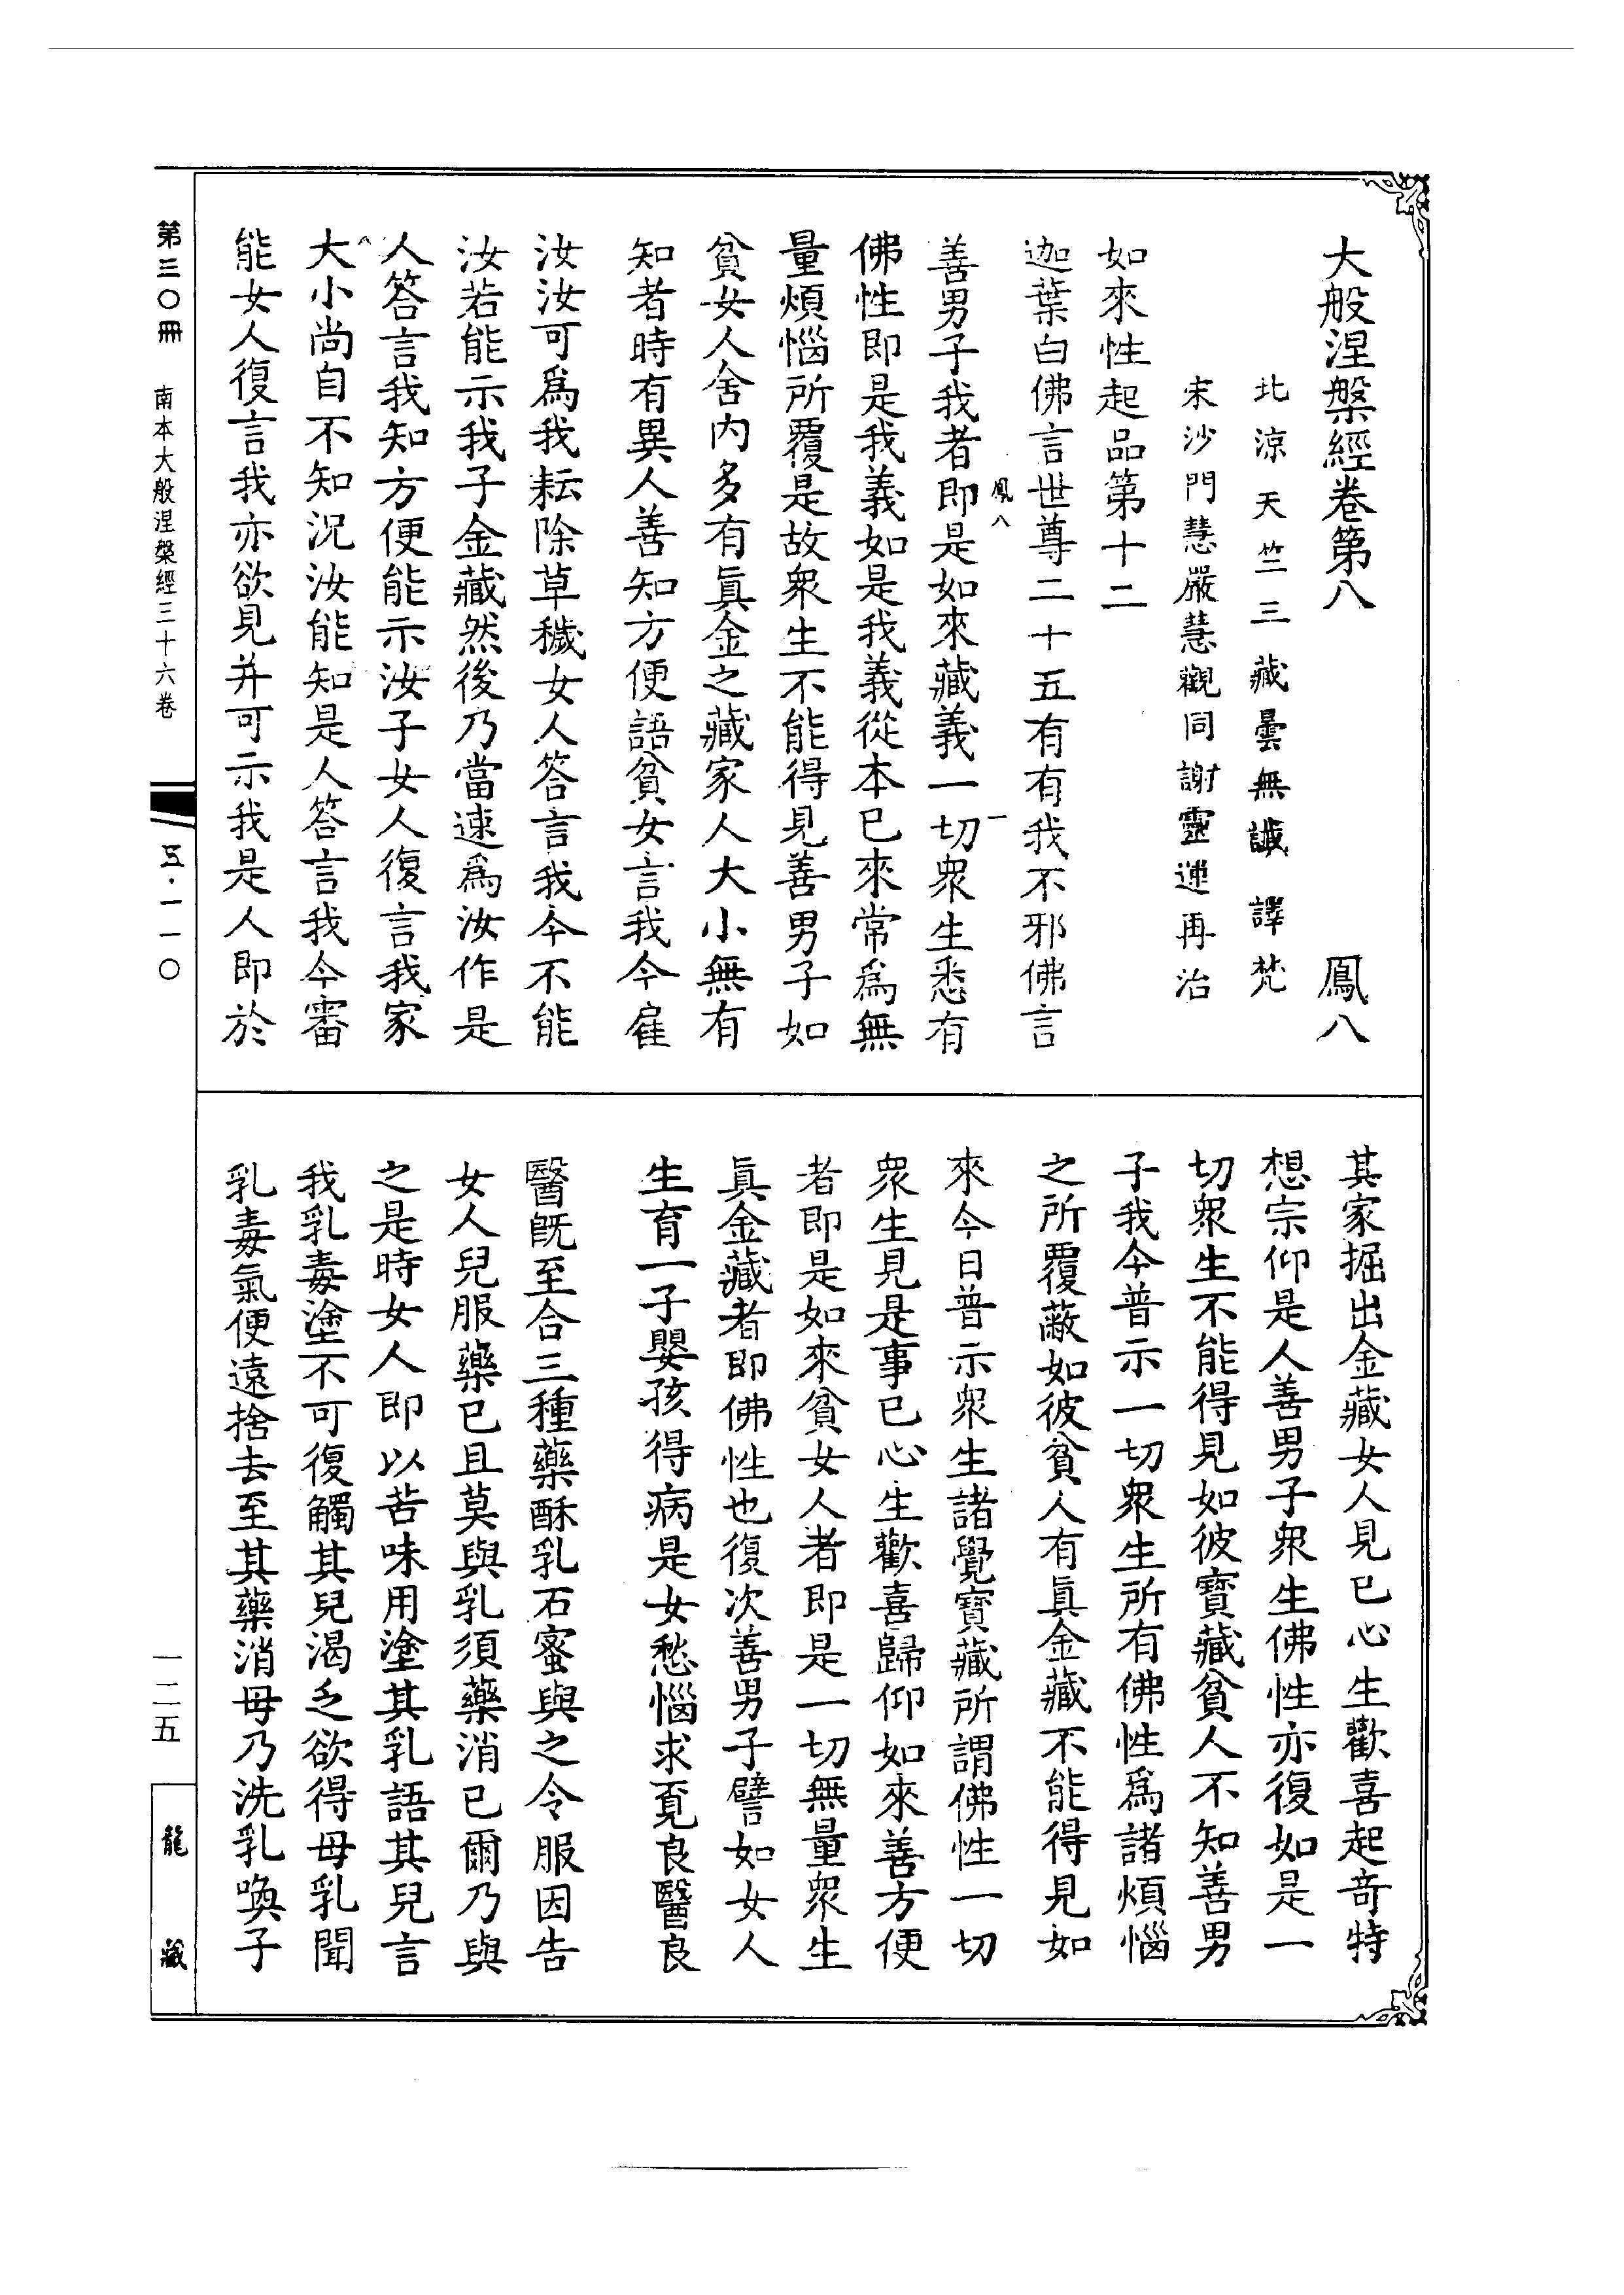 大般涅槃經卷第八 鳳八
北涼天竺三藏曇無讖譯梵
宋沙門慧嚴慧觀同謝靈運再治
如來性起品第十二
迦葉白佛言世尊二十五有有我不邪佛言
鳳八 一
善男子我者即是如來藏義一切眾生悉有
佛性即是我義如是我義從本已來常為無
量煩惱所覆是故眾生不能得見善男子如
貧女人舍內多有眞金之藏家人大小無有
知者時有異人善知方便語貧女言我今雇
汝汝可為我耘除草穢女人答言我今不能
汝若能示我子金藏然後乃當速為汝作是
人答言我知方便能示汝子女人復言我家
大小尚自不知況汝能知是人答言我今審
能女人復言我亦欲見并可示我是人即於
其家掘出金藏女人見已心生歡喜起奇特
想宗仰是人善男子眾生佛性亦復如是一
切眾生不能得見如彼寶藏貧人不知善男
子我今普示一切眾生所有佛性為諸煩惱
之所覆蔽如彼貧人有眞金藏不能得見如
來今日普示眾生諸覺寶藏所謂佛性一切
眾生見是事已心生歡喜歸仰如來善方便
者即是如來貧女人者即是一切無量眾生
眞金藏者即佛性也復次善男子譬如女人
生育一子嬰孩得病是女愁惱求覓良醫良
醫既至合三種藥酥乳石蜜與之令服因告
女人兒服藥已且莫與乳須藥消已爾乃與
之是時女人即以苦味用塗其乳語其兒言
我乳毒塗不可復觸其兒渴乏欲得母乳聞
乳毒氣便遠捨去至其藥消母乃洗乳喚子
第三〇冊 南本大般涅槃經三十六卷 五·一一〇
一二五
龍藏